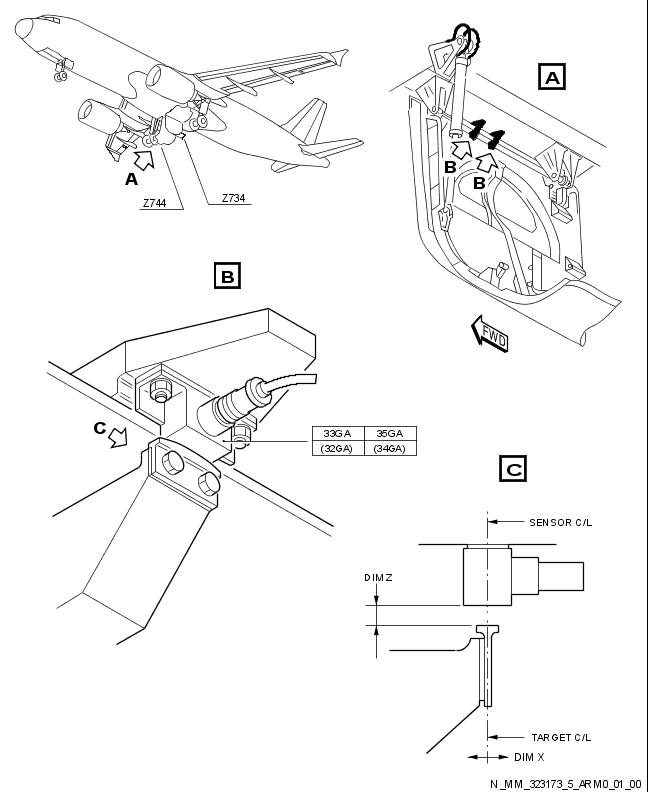 A
Z744
Z734
A
B
B
FWD
B
C
33GA 35GA
(32GA) (34GA)
C
SENSOR C/L
DIM Z
TARGET C/L
DIM X
N_MM_323173_5_ARM0_01_00